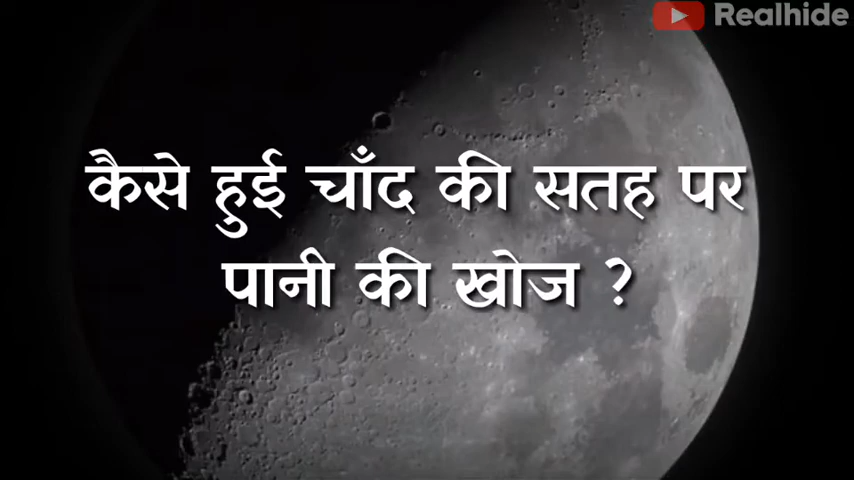 Realhide
कैसे हुई चाँद की सतह पर
पानी की खोज ?